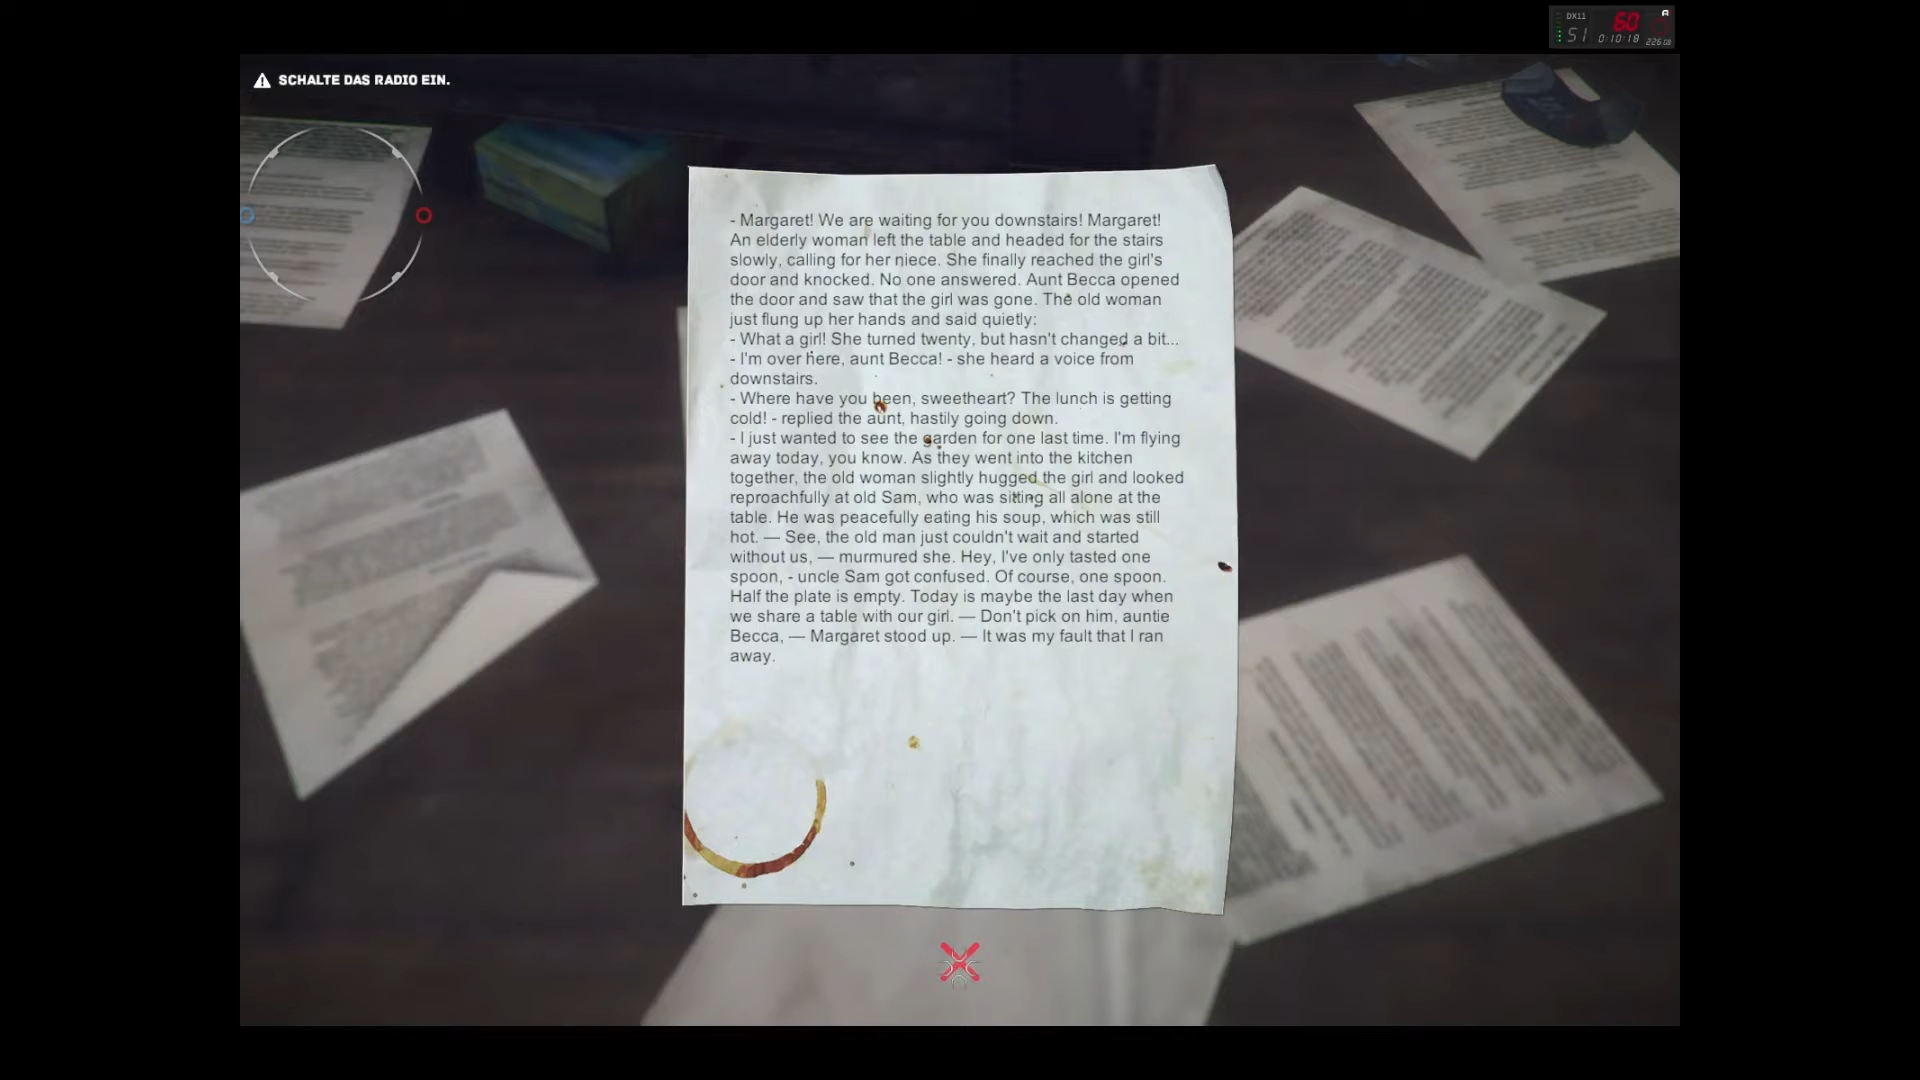 DX11 60
51 0:10:18 226GB
SCHALTE DAS RADIO EIN.
- Margaret! We are waiting for you downstairs! Margaret!
An elderly woman left the table and headed for the stairs
slowly, calling for her niece. She finally reached the girl's
door and knocked. No one answered. Aunt Becca opened
the door and saw that the girl was gone. The old woman
just flung up her hands and said quietly:
- What a girl! She turned twenty, but hasn't changed a bit...
- I'm over here, aunt Becca! - she heard a voice from
downstairs.
- Where have you been, sweetheart? The lunch is getting
cold! - replied the aunt, hastily going down.
- I just wanted to see the garden for one last time. I'm flying
away today, you know. As they went into the kitchen
together, the old woman slightly hugged the girl and looked
reproachfully at old Sam, who was sitting all alone at the
table. He was peacefully eating his soup, which was still
hot. — See, the old man just couldn't wait and started
without us, — murmured she. Hey, I've only tasted one
spoon, - uncle Sam got confused. Of course, one spoon.
Half the plate is empty. Today is maybe the last day when
we share a table with our girl. — Don't pick on him, auntie
Becca, — Margaret stood up. — It was my fault that I ran
away.